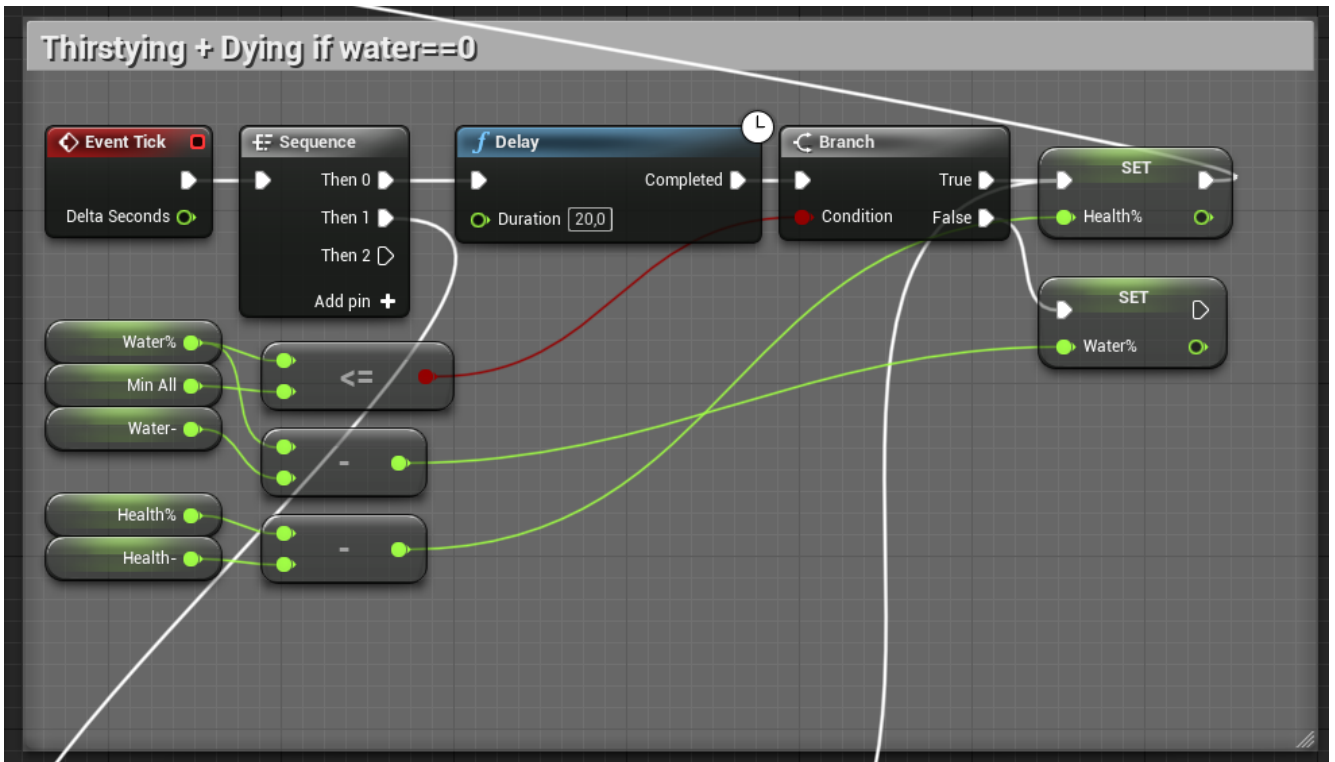 Thirstying + Dying if water==0
Event Tick
Delta Seconds
Sequence
Then 0
Then 1
Then 2
Add pin
Delay
Completed
Duration 20,0
Branch
True
Condition
False
SET
Health%
SET
Water%
Water%
Min All
Water-
<=
-
Health%
Health-
-